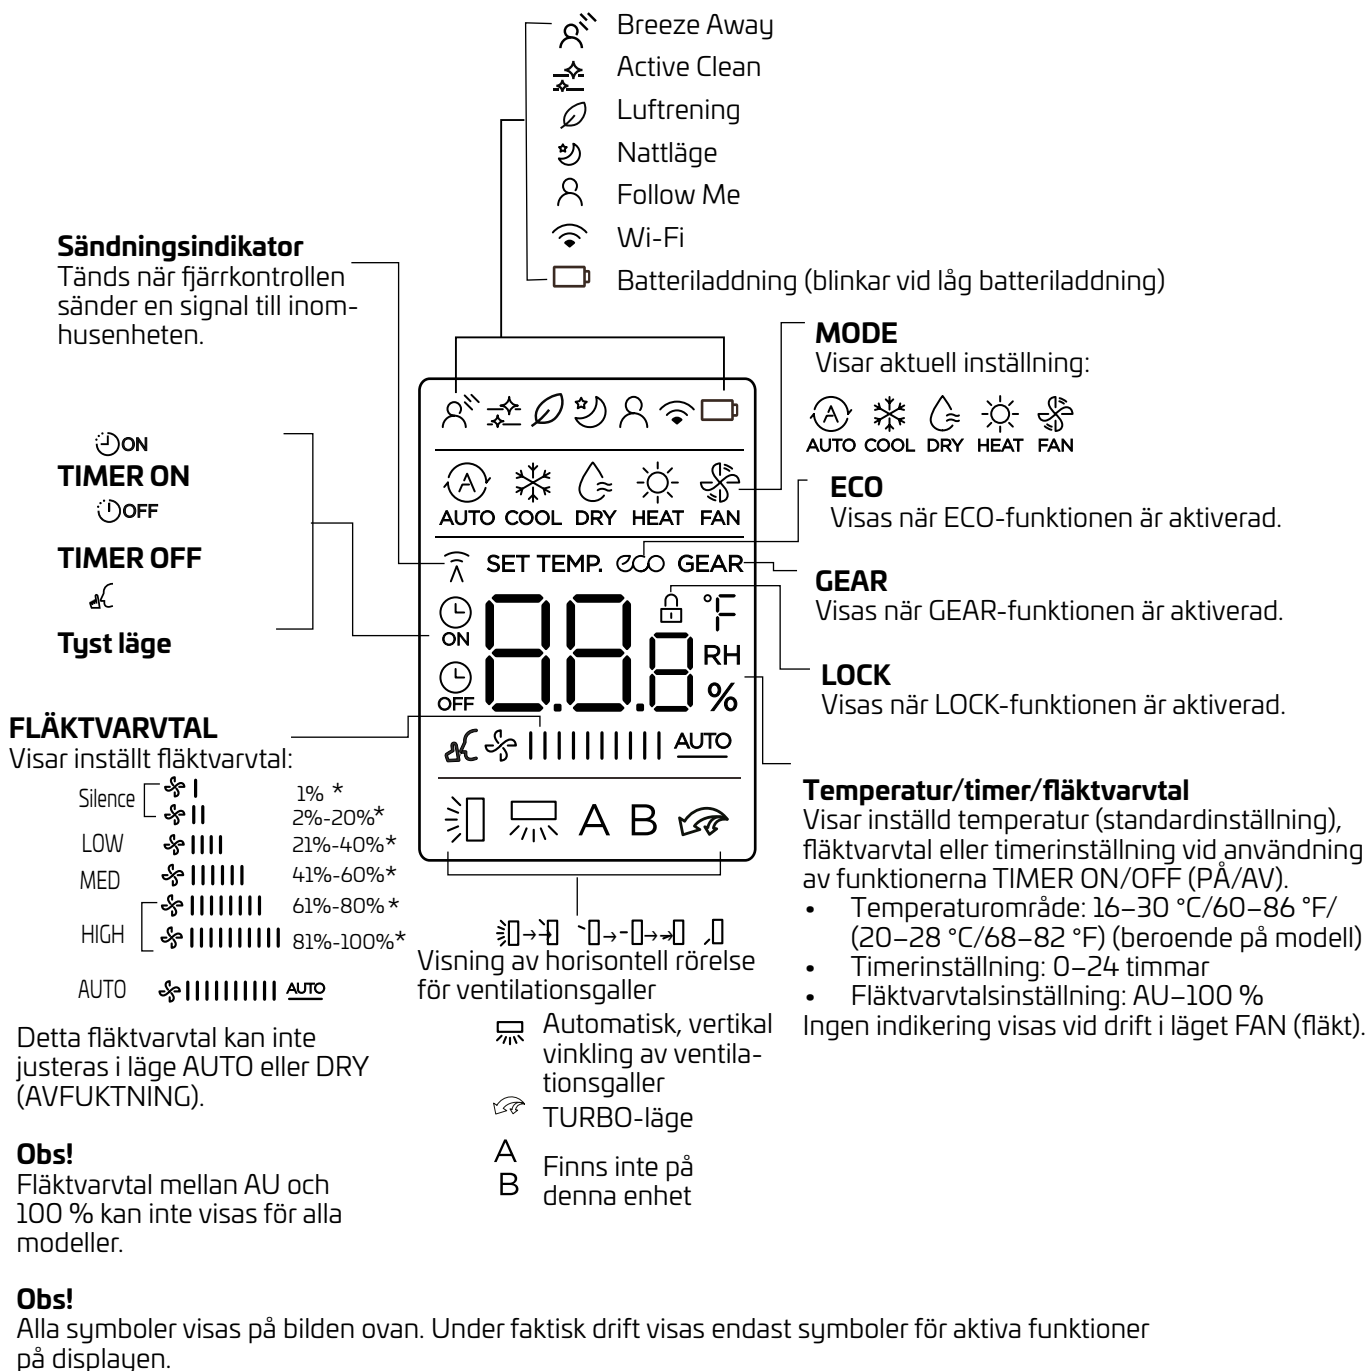 Breeze Away
Active Clean
Luftrening
Nattläge
Follow Me
Wi-Fi
Batteriladdning (blinkar vid låg batteriladdning)
Sändningsindikator
Tänds när fjärrkontrollen
sänder en signal till inom-
husenheten.
ON
TIMER ON
OFF
TIMER OFF
Tyst läge
MODE
Visar aktuell inställning:
A
AUTO COOL DRY HEAT FAN
ECO
Visas när ECO-funktionen är aktiverad.
GEAR
Visas när GEAR-funktionen är aktiverad.
LOCK
Visas när LOCK-funktionen är aktiverad.
A
AUTO COOL DRY HEAT FAN
SET TEMP. eco GEAR
ON
88.8. °F
RH
OFF
%
AUTO
A B
FLÄKTVARVTAL
Visar inställt fläktvarvtal:
Silence 1% *
2%-20%*
LOW 21%-40%*
MED 41%-60%*
HIGH 61%-80%*
81%-100%*
AUTO AUTO
Detta fläktvarvtal kan inte
justeras i läge AUTO eller DRY
(AVFUKTNING).
Obs!
Fläktvarvtal mellan AU och
100 % kan inte visas för alla
modeller.
Visning av horisontell rörelse
för ventilationsgaller
Automatisk, vertikal
vinkling av ventila-
tionsgaller
TURBO-läge
A
B
Finns inte på
denna enhet
Temperatur/timer/fläktvarvtal
Visar inställd temperatur (standardinställning),
fläktvarvtal eller timerinställning vid användning
av funktionerna TIMER ON/OFF (PÅ/AV).
• Temperaturområde: 16–30 °C/60–86 °F/
(20–28 °C/68–82 °F) (beroende på modell)
• Timerinställning: 0–24 timmar
• Fläktvarvtalsinställning: AU–100 %
Ingen indikering visas vid drift i läget FAN (fläkt).
Obs!
Alla symboler visas på bilden ovan. Under faktisk drift visas endast symboler för aktiva funktioner
på displayen.